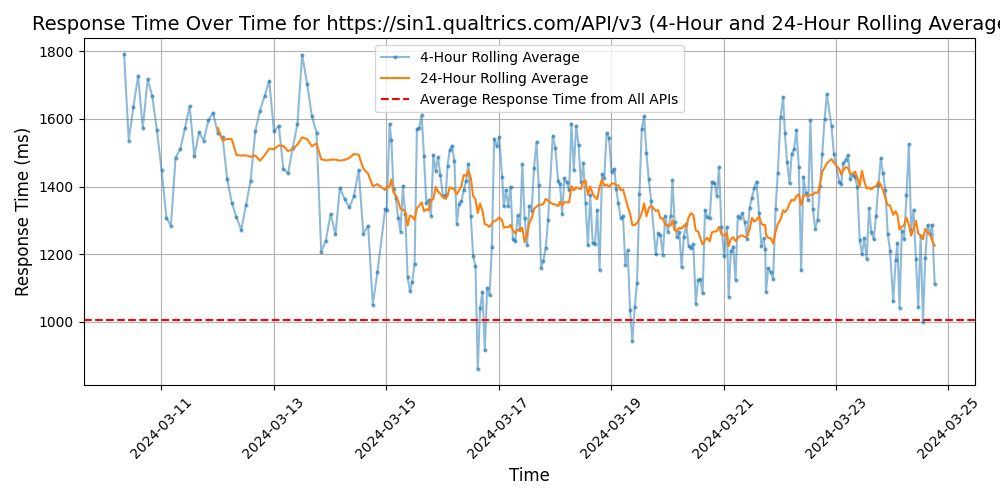 Response Time Over Time for https://sin1.qualtrics.com/API/v3 (4-Hour and 24-Hour Rolling Average
4-Hour Rolling Average
24-Hour Rolling Average
Average Response Time from All APIs
Response Time (ms)
1800
1600
1400
1200
1000
2024-03-11
2024-03-13
2024-03-15
2024-03-17
2024-03-19
2024-03-21
2024-03-23
2024-03-25
Time